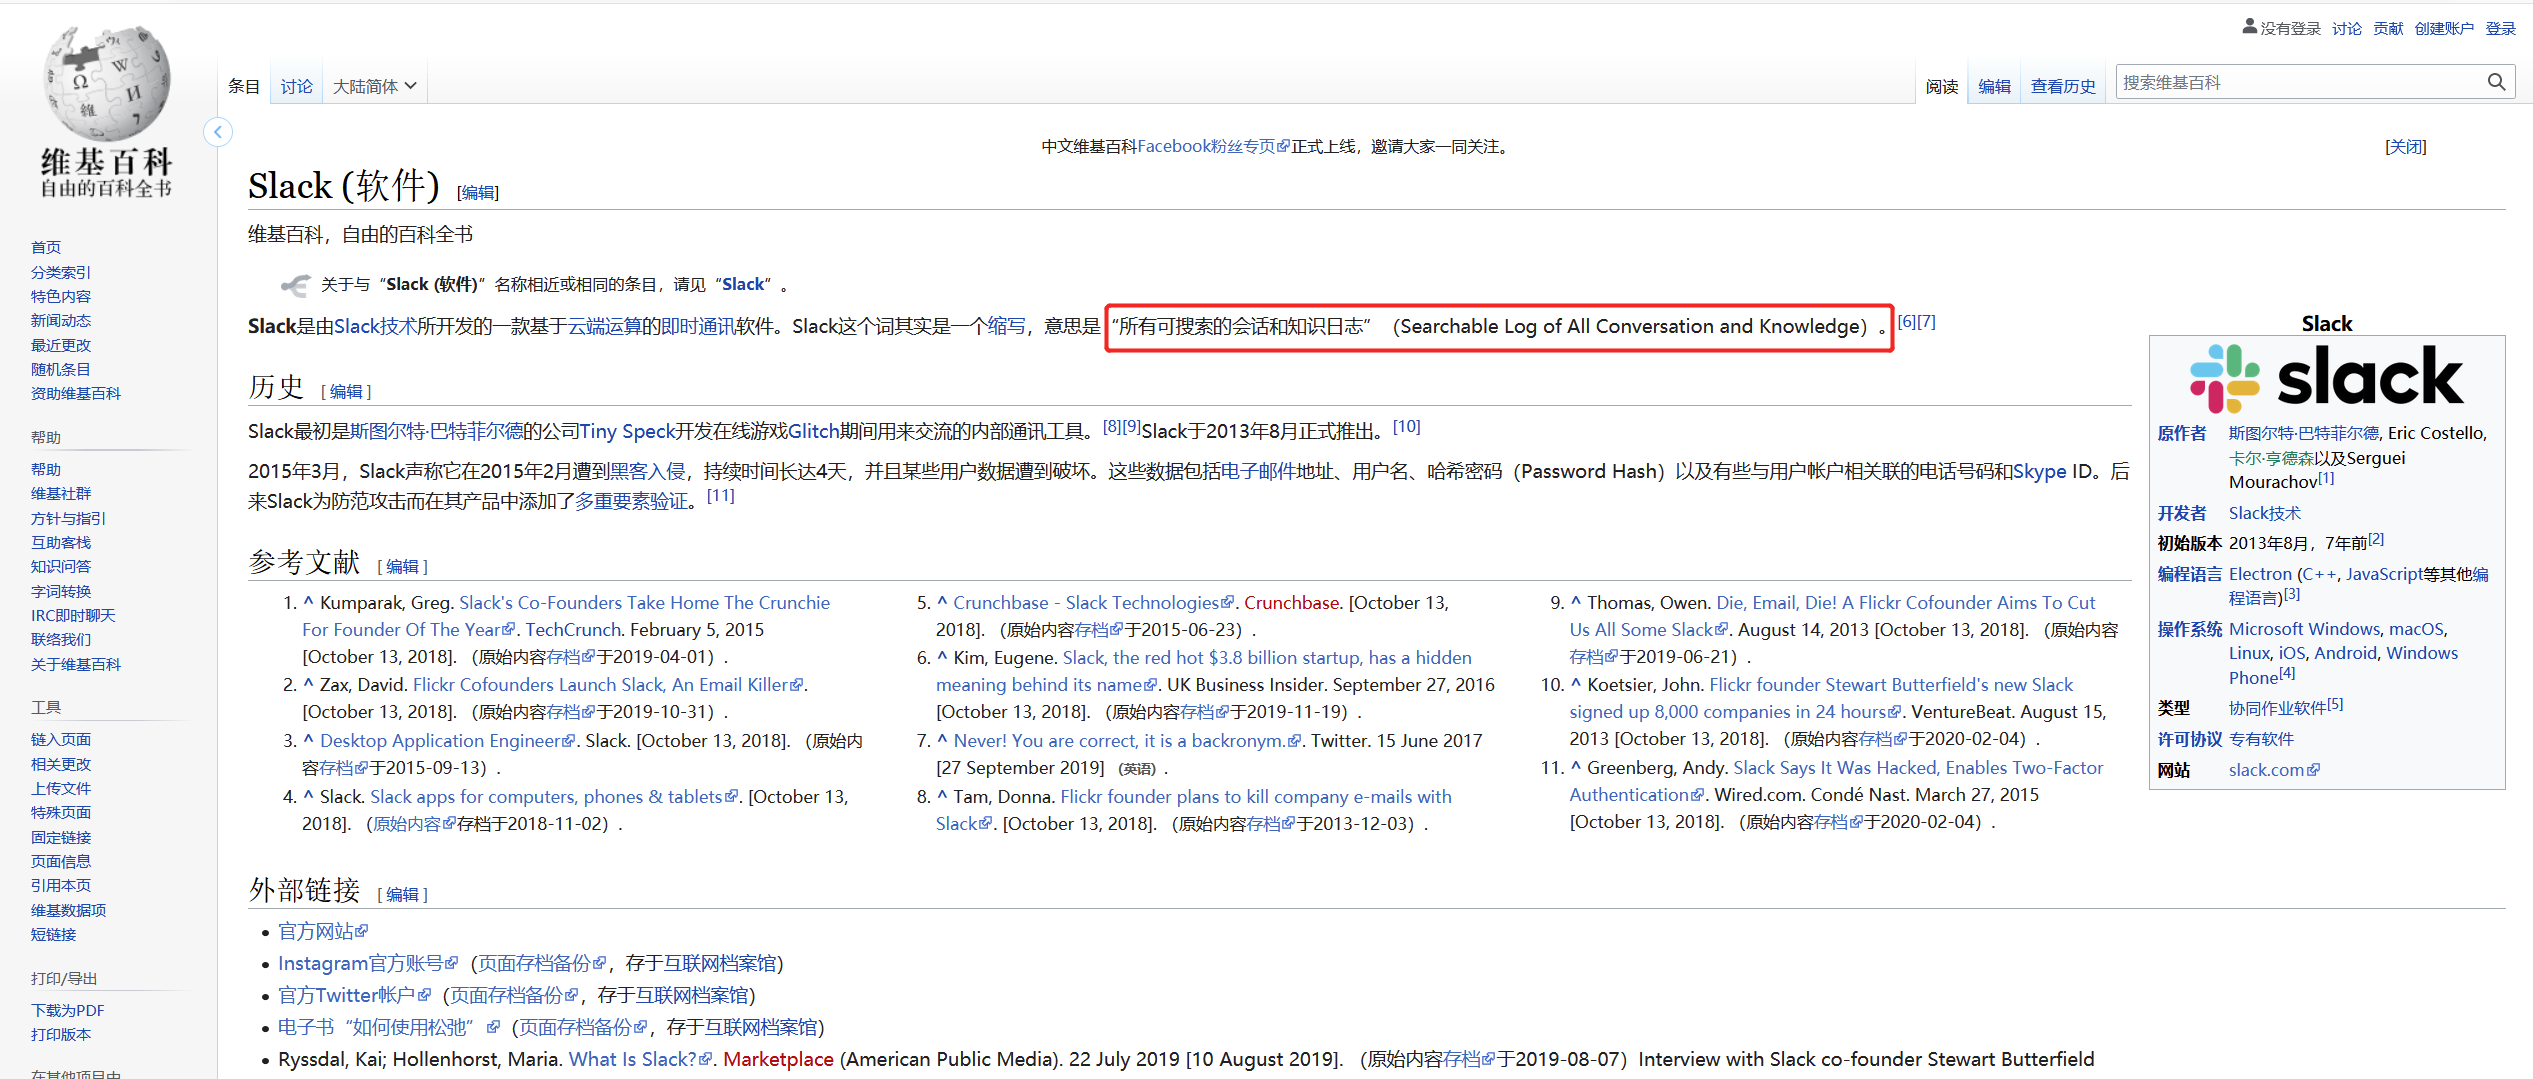 没有登录 讨论 贡献 创建账户 登录
维基百科
自由的百科全书
条目 讨论 大陆简体
阅读 编辑 查看历史 搜索维基百科
中文维基百科Facebook粉丝专页正式上线，邀请大家一同关注。
[关闭]
Slack (软件) [编辑]
维基百科，自由的百科全书
关于与“Slack (软件)”名称相近或相同的条目，请见“Slack”。
Slack是由Slack技术所开发的一款基于云端运算的即时通讯软件。Slack这个词其实是一个缩写，意思是“所有可搜索的会话和知识日志”（Searchable Log of All Conversation and Knowledge）。[6][7]
历史 [ 编辑 ]
Slack最初是斯图尔特·巴特菲尔德的公司Tiny Speck开发在线游戏Glitch期间用来交流的内部通讯工具。[8][9]Slack于2013年8月正式推出。[10]
2015年3月，Slack声称它在2015年2月遭到黑客入侵，持续时间长达4天，并且某些用户数据遭到破坏。这些数据包括电子邮件地址、用户名、哈希密码（Password Hash）以及有些与用户帐户相关联的电话号码和Skype ID。后
来Slack为防范攻击而在其产品中添加了多重要素验证。[11]
参考文献 [ 编辑 ]
1. ^ Kumparak, Greg. Slack's Co-Founders Take Home The Crunchie
For Founder Of The Year. TechCrunch. February 5, 2015
[October 13, 2018]. （原始内容存档于2019-04-01）.
2. ^ Zax, David. Flickr Cofounders Launch Slack, An Email Killer.
[October 13, 2018]. （原始内容存档于2019-10-31）.
3. ^ Desktop Application Engineer. Slack. [October 13, 2018]. （原始内
容存档于2015-09-13）.
4. ^ Slack. Slack apps for computers, phones & tablets. [October 13,
2018]. （原始内容存档于2018-11-02）.
5. ^ Crunchbase - Slack Technologies. Crunchbase. [October 13,
2018]. （原始内容存档于2015-06-23）.
6. ^ Kim, Eugene. Slack, the red hot $3.8 billion startup, has a hidden
meaning behind its name. UK Business Insider. September 27, 2016
[October 13, 2018]. （原始内容存档于2019-11-19）.
7. ^ Never! You are correct, it is a backronym.. Twitter. 15 June 2017
[27 September 2019] （英语）.
8. ^ Tam, Donna. Flickr founder plans to kill company e-mails with
Slack. [October 13, 2018]. （原始内容存档于2013-12-03）.
9. ^ Thomas, Owen. Die, Email, Die! A Flickr Cofounder Aims To Cut
Us All Some Slack. August 14, 2013 [October 13, 2018]. （原始内容
存档于2019-06-21）.
10. ^ Koetsier, John. Flickr founder Stewart Butterfield's new Slack
signed up 8,000 companies in 24 hours. VentureBeat. August 15,
2013 [October 13, 2018]. （原始内容存档于2020-02-04）.
11. ^ Greenberg, Andy. Slack Says It Was Hacked, Enables Two-Factor
Authentication. Wired.com. Condé Nast. March 27, 2015
[October 13, 2018]. （原始内容存档于2020-02-04）.
外部链接 [ 编辑 ]
• 官方网站
• Instagram官方账号（页面存档备份，存于互联网档案馆)
• 官方Twitter帐户（页面存档备份，存于互联网档案馆)
• 电子书“如何使用松弛”（页面存档备份，存于互联网档案馆)
• Ryssdal, Kai; Hollenhorst, Maria. What Is Slack?. Marketplace (American Public Media). 22 July 2019 [10 August 2019]. （原始内容存档于2019-08-07）Interview with Slack co-founder Stewart Butterfield
Slack
slack
原作者 斯图尔特·巴特菲尔德, Eric Costello,
卡尔·亨德森以及Serguei
Mourachov[1]
开发者 Slack技术
初始版本 2013年8月，7年前[2]
编程语言 Electron (C++, JavaScript等其他编
程语言)[3]
操作系统 Microsoft Windows, macOS,
Linux, iOS, Android, Windows
Phone[4]
类型 协同作业软件[5]
许可协议 专有软件
网站 slack.com
首页
分类索引
特色内容
新闻动态
最近更改
随机条目
资助维基百科
帮助
帮助
维基社群
方针与指引
互助客栈
知识问答
字词转换
IRC即时聊天
联络我们
关于维基百科
工具
链入页面
相关更改
上传文件
特殊页面
固定链接
页面信息
引用本页
维基数据项
短链接
打印/导出
下载为PDF
打印版本
在其他项目中